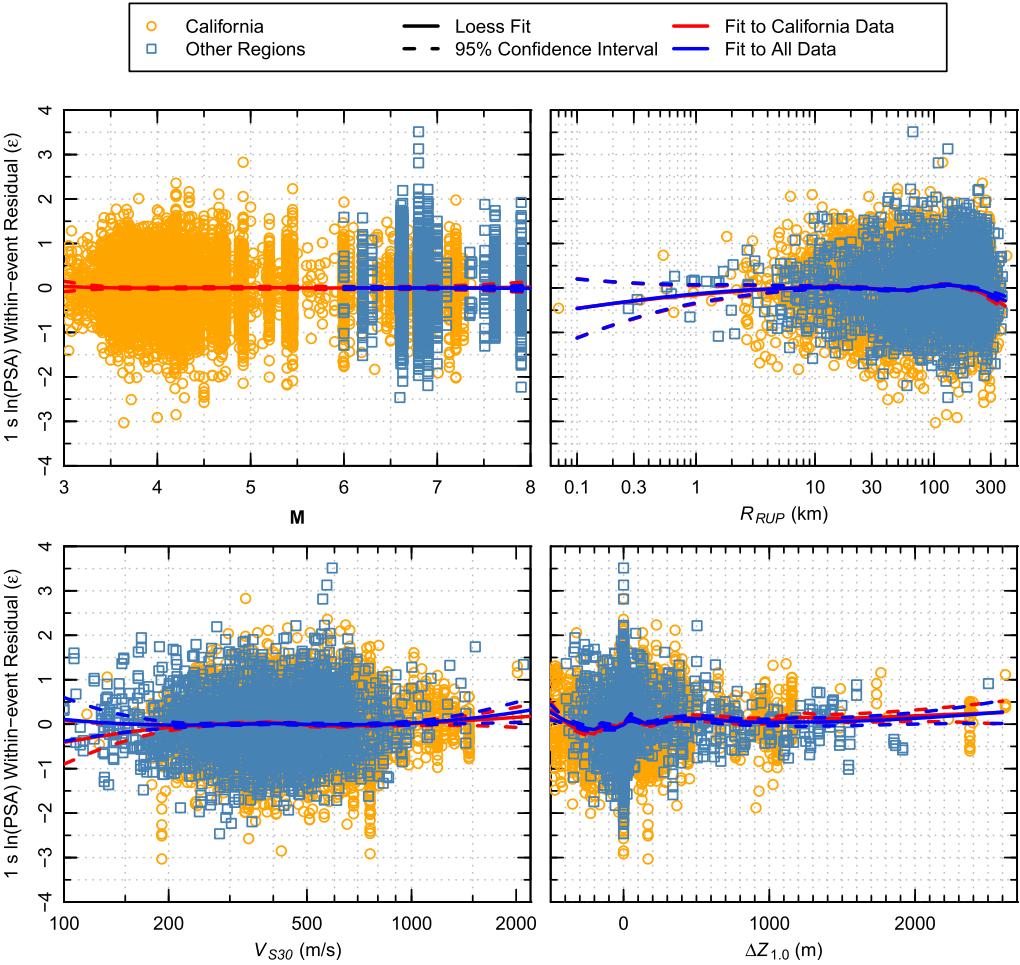 California
Loess Fit
Fit to California Data
Other Regions
95% Confidence Interval
Fit to All Data
1 s ln(PSA) Within−event Residual (ε)
4
3
2
1
0
−1
−2
−3
−4
3 4 5 6 7 8
M
0.1 0.3 1 10 30 100 300
R_RUP (km)
1 s ln(PSA) Within−event Residual (ε)
4
3
2
1
0
−1
−2
−3
−4
100 200 500 1000 2000
V_S30 (m/s)
0 1000 2000
ΔZ_1.0 (m)